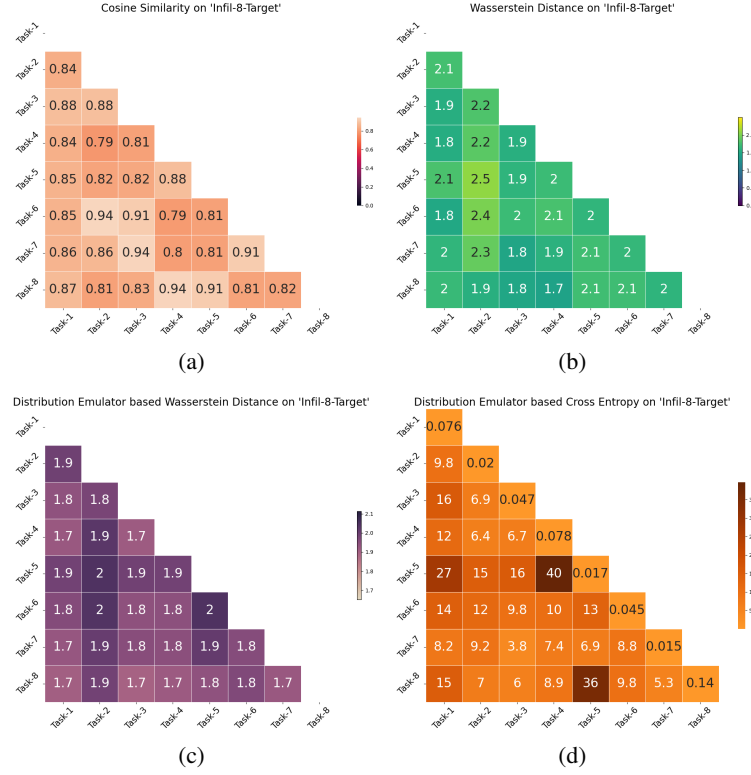 Cosine Similarity on 'Infil-8-Target'
Task-1
Task-2 0.84
Task-3 0.88 0.88
Task-4 0.84 0.79 0.81
Task-5 0.85 0.82 0.82 0.88
Task-6 0.85 0.94 0.91 0.79 0.81
Task-7 0.86 0.86 0.94 0.8 0.81 0.91
Task-8 0.87 0.81 0.83 0.94 0.91 0.81 0.82
Task-1 Task-2 Task-3 Task-4 Task-5 Task-6 Task-7 Task-8
0.8
0.6
0.4
0.2
0.0
(a)
Wasserstein Distance on 'Infil-8-Target'
Task-1
Task-2 2.1
Task-3 1.9 2.2
Task-4 1.8 2.2 1.9
Task-5 2.1 2.5 1.9 2
Task-6 1.8 2.4 2 2.1 2
Task-7 2 2.3 1.8 1.9 2.1 2
Task-8 2 1.9 1.8 1.7 2.1 2.1 2
Task-1 Task-2 Task-3 Task-4 Task-5 Task-6 Task-7 Task-8
(b)
Distribution Emulator based Wasserstein Distance on 'Infil-8-Target'
Task-1
Task-2 1.9
Task-3 1.8 1.8
Task-4 1.7 1.9 1.7
Task-5 1.9 2 1.9 1.9
Task-6 1.8 2 1.8 1.8 2
Task-7 1.7 1.9 1.8 1.8 1.9 1.8
Task-8 1.7 1.9 1.7 1.7 1.8 1.8 1.7
Task-1 Task-2 Task-3 Task-4 Task-5 Task-6 Task-7 Task-8
2.1
2.0
1.9
1.8
1.7
(c)
Distribution Emulator based Cross Entropy on 'Infil-8-Target'
Task-1 0.076
Task-2 9.8 0.02
Task-3 16 6.9 0.047
Task-4 12 6.4 6.7 0.078
Task-5 27 15 16 40 0.017
Task-6 14 12 9.8 10 13 0.045
Task-7 8.2 9.2 3.8 7.4 6.9 8.8 0.015
Task-8 15 7 6 8.9 36 9.8 5.3 0.14
Task-1 Task-2 Task-3 Task-4 Task-5 Task-6 Task-7 Task-8
(d)